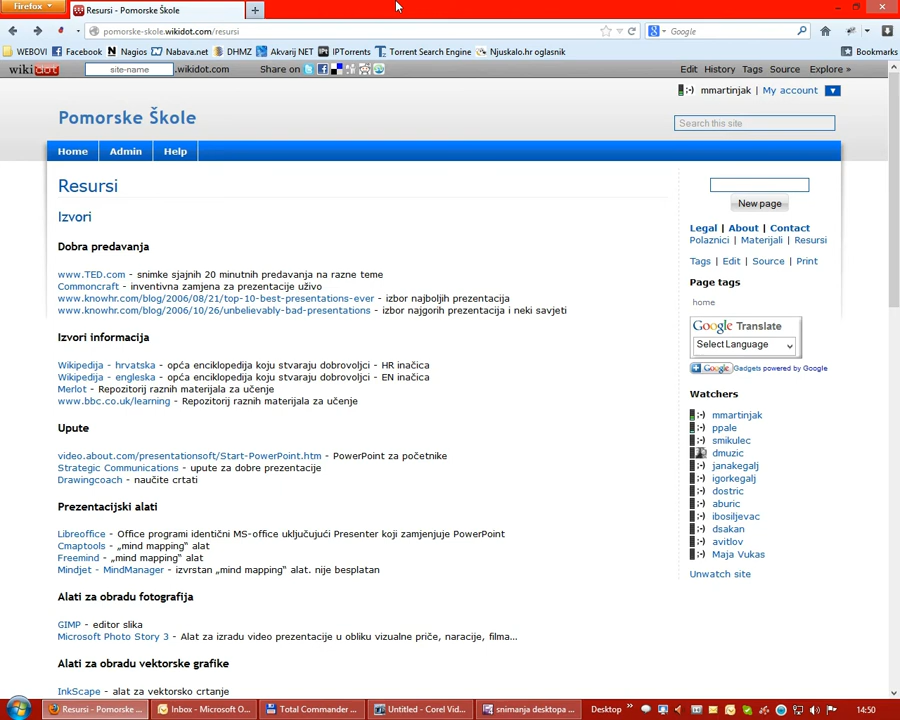 Firefox
Resursi - Pomorske Škole
pomorske-skole.wikidot.com/resursi
Google
WEBOVI Facebook Nagios Nabava.net DHMZ Akvarij NET IPTorrents Torrent Search Engine Njuskalo.hr oglasnik Bookmarks
wikidot site-name .wikidot.com Share on Edit History Tags Source Explore »
mmartinjak | My account
Pomorske Škole
Search this site
Home Admin Help
Resursi
New page
Izvori
Legal | About | Contact
Polaznici | Materijali | Resursi
Dobra predavanja
Tags | Edit | Source | Print
www.TED.com - snimke sjajnih 20 minutnih predavanja na razne teme
Commoncraft - inventivna zamjena za prezentacije uživo
www.knowhr.com/blog/2006/08/21/top-10-best-presentations-ever - izbor najboljih prezentacija
www.knowhr.com/blog/2006/10/26/unbelievably-bad-presentations - izbor najgorih prezentacija i neki savjeti
Page tags
home
Google Translate
Select Language
Google Gadgets powered by Google
Izvori informacija
Wikipedija - hrvatska - opća enciklopedija koju stvaraju dobrovoljci - HR inačica
Wikipedija - engleska - opća enciklopedija koju stvaraju dobrovoljci - EN inačica
Merlot - Repozitorij raznih materijala za učenje
www.bbc.co.uk/learning - Repozitorij raznih materijala za učenje
Watchers
mmartinjak
ppale
smikulec
dmuzic
janakegalj
igorkegalj
dostric
aburic
ibosiljevac
dsakan
avitlov
Maja Vukas
Unwatch site
Upute
video.about.com/presentationsoft/Start-PowerPoint.htm - PowerPoint za početnike
Strategic Communications - upute za dobre prezentacije
Drawingcoach - naučite crtati
Prezentacijski alati
Libreoffice - Office programi identični MS-office uključujući Presenter koji zamjenjuje PowerPoint
Cmaptools - „mind mapping“ alat
Freemind - „mind mapping“ alat
Mindjet - MindManager - izvrstan „mind mapping“ alat. nije besplatan
Alati za obradu fotografija
GIMP - editor slika
Microsoft Photo Story 3 - Alat za izradu video prezentacije u obliku vizualne priče, naracije, filma...
Alati za obradu vektorske grafike
InkScape - alat za vektorsko crtanje
Resursi - Pomorske ... Inbox - Microsoft O... Total Commander ... Untitled - Corel Vid... snimanja desktopa ... Desktop » 14:50